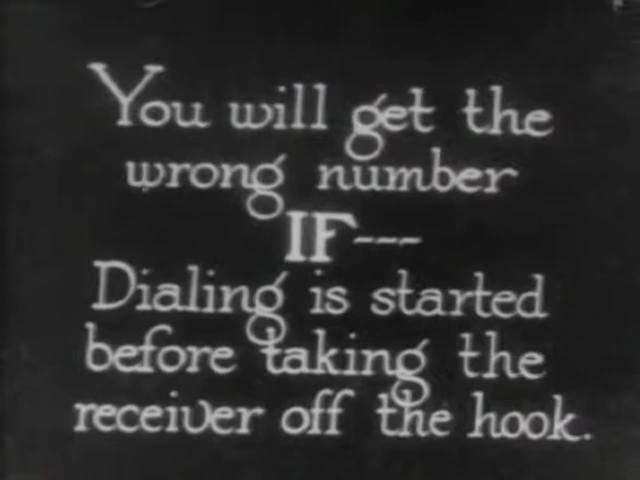 You will get the
wrong number
IF---
Dialing is started
before taking the
receiver off the hook.